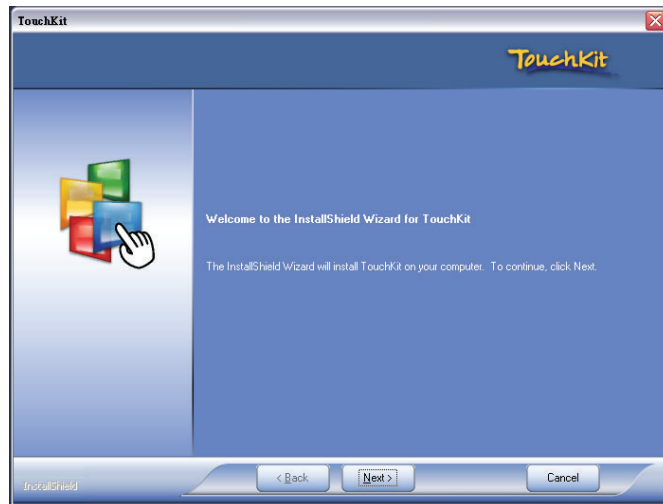 TouchKit
TouchKit
Welcome to the InstallShield Wizard for TouchKit
The InstallShield Wizard will install TouchKit on your computer. To continue, click Next.
InstallShield
< Back
Next >
Cancel